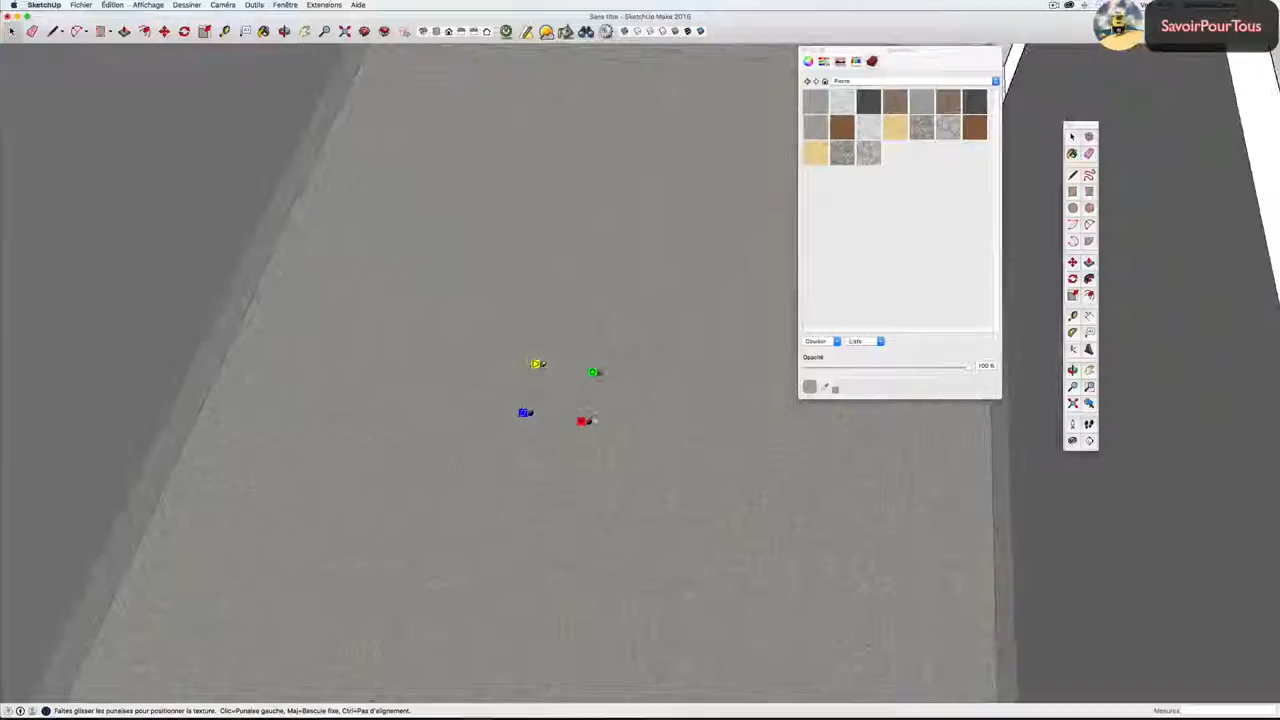 SketchUp Fichier Édition Affichage Dessiner Caméra Outils Fenêtre Extensions Aide
Sans titre - SketchUp Make 2016
SavoirPourTous
Pierre
Couleur Liste
Opacité
100 %
Faites glisser les punaises pour positionner la texture. Clic=Punaise gauche, Maj=Bascule fixe, Ctrl=Pas d'alignement.
Mesures